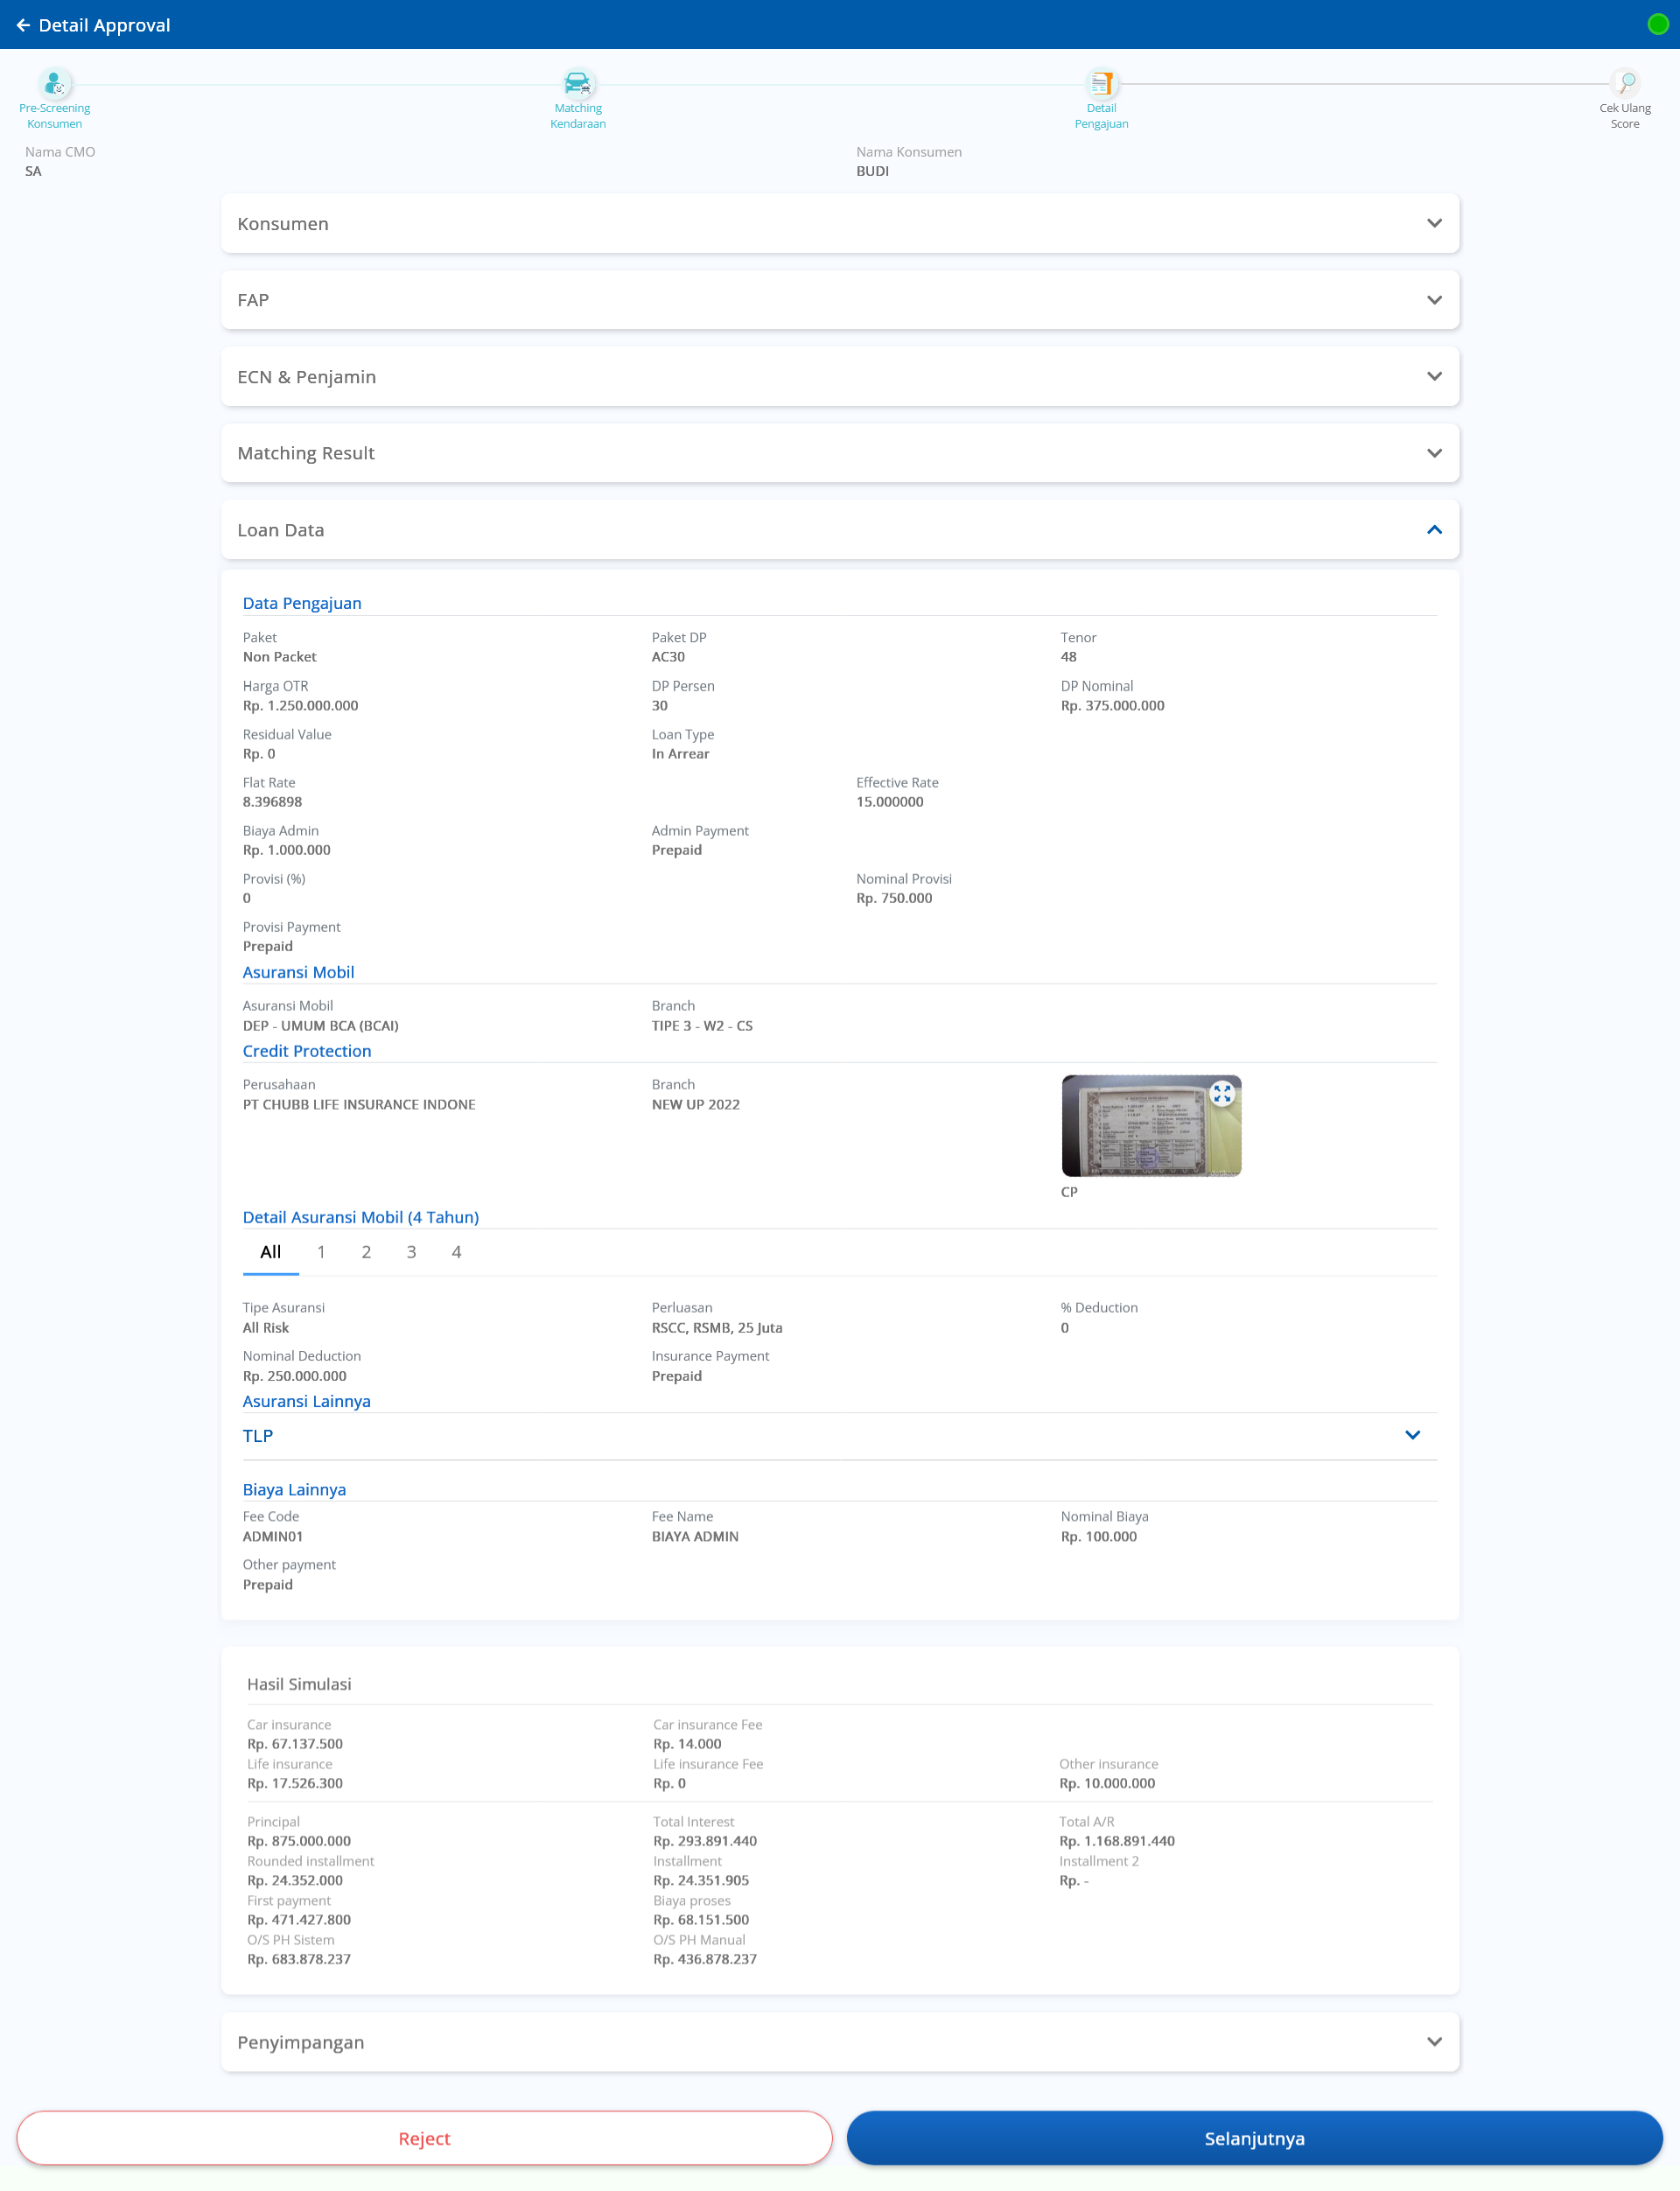 Detail Approval
Pre-Screening
Konsumen
Matching
Kendaraan
Detail
Pengajuan
Cek Ulang
Score
Nama CMO
Nama Konsumen
SA
BUDI
Konsumen
FAP
ECN & Penjamin
Matching Result
Loan Data
Data Pengajuan
Paket
Paket DP
Tenor
Non Packet
AC30
48
Harga OTR
DP Persen
DP Nominal
Rp. 1.250.000.000
30
Rp. 375.000.000
Residual Value
Loan Type
Rp. 0
In Arrear
Flat Rate
Effective Rate
8.396898
15.000000
Biaya Admin
Admin Payment
Rp. 1.000.000
Prepaid
Provisi (%)
Nominal Provisi
0
Rp. 750.000
Provisi Payment
Prepaid
Asuransi Mobil
Asuransi Mobil
Branch
DEP - UMUM BCA (BCAI)
TIPE 3 - W2 - CS
Credit Protection
Perusahaan
Branch
PT CHUBB LIFE INSURANCE INDONE
NEW UP 2022
CP
Detail Asuransi Mobil (4 Tahun)
All 1 2 3 4
Tipe Asuransi
Perluasan
% Deduction
All Risk
RSCC, RSMB, 25 Juta
0
Nominal Deduction
Insurance Payment
Rp. 250.000.000
Prepaid
Asuransi Lainnya
TLP
Biaya Lainnya
Fee Code
Fee Name
Nominal Biaya
ADMIN01
BIAYA ADMIN
Rp. 100.000
Other payment
Prepaid
Hasil Simulasi
Car insurance
Car insurance Fee
Rp. 67.137.500
Rp. 14.000
Life insurance
Life insurance Fee
Other insurance
Rp. 17.526.300
Rp. 0
Rp. 10.000.000
Principal
Total Interest
Total A/R
Rp. 875.000.000
Rp. 293.891.440
Rp. 1.168.891.440
Rounded installment
Installment
Installment 2
Rp. 24.352.000
Rp. 24.351.905
Rp. -
First payment
Biaya proses
Rp. 471.427.800
Rp. 68.151.500
O/S PH Sistem
O/S PH Manual
Rp. 683.878.237
Rp. 436.878.237
Penyimpangan
Reject
Selanjutnya